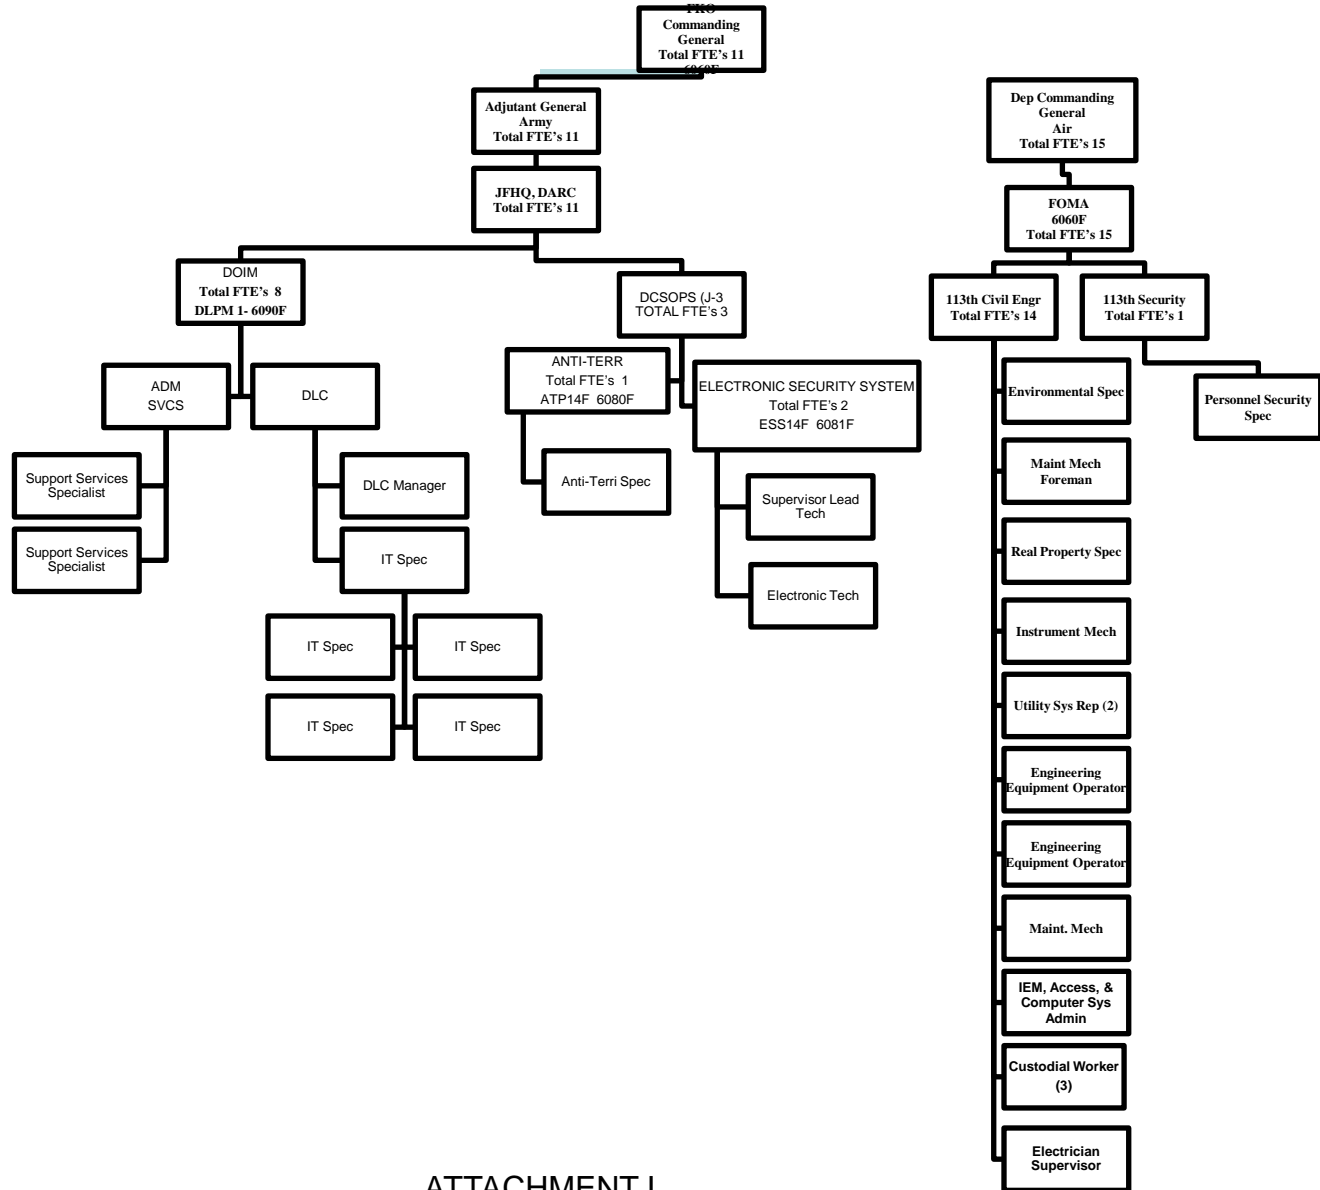 Commanding
General
Total FTE's 11
Adjutant General
Army
Total FTE's 11
JFHQ, DARC
Total FTE's 11
DOIM
Total FTE's 8
DLPM 1- 6090F
DCSOPS (J-3
TOTAL FTE's 3
ADM
SVCS
DLC
ANTI-TERR
Total FTE's 1
ATP14F 6080F
ELECTRONIC SECURITY SYSTEM
Total FTE's 2
ESS14F 6081F
Support Services
Specialist
Support Services
Specialist
DLC Manager
IT Spec
IT Spec
IT Spec
IT Spec
IT Spec
Anti-Terri Spec
Supervisor Lead
Tech
Electronic Tech
Dep Commanding
General
Air
Total FTE's 15
FOMA
6060F
Total FTE's 15
113th Civil Engr
Total FTE's 14
113th Security
Total FTE's 1
Environmental Spec
Personnel Security
Spec
Maint Mech
Foreman
Real Property Spec
Instrument Mech
Utility Sys Rep (2)
Engineering
Equipment Operator
Engineering
Equipment Operator
Maint. Mech
IEM, Access, &
Computer Sys
Admin
Custodial Worker
(3)
Electrician
Supervisor